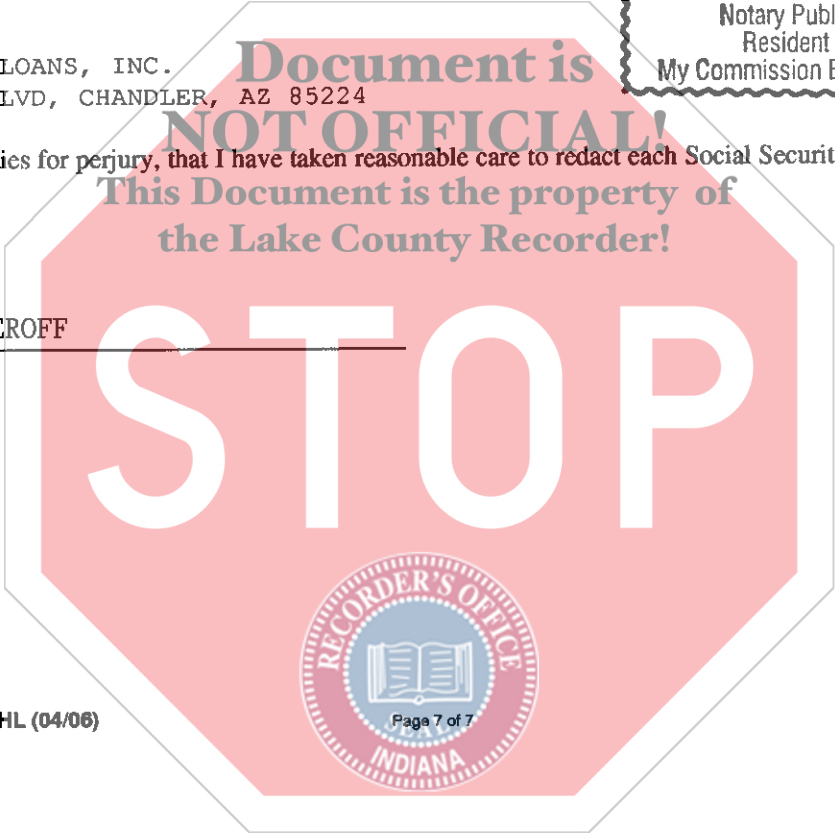 Notary Publ
Resident
My Commission E
LOANS, INC.
LVD, CHANDLER, AZ 85224
Document is
NOT OFFICIAL!
ies for perjury, that I have taken reasonable care to redact each Social Securit
This Document is the property of
the Lake County Recorder!
EROFF
STOP
RECORDER'S OFFICE
SEAL
INDIANA
HL (04/06)
Page 7 of 7